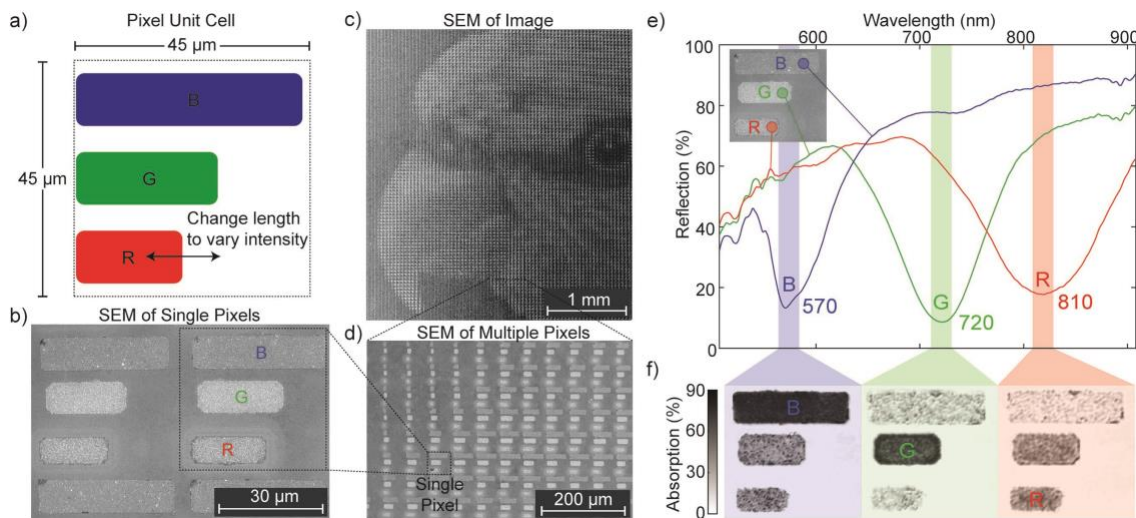 a)
Pixel Unit Cell
45 µm
45 µm
B
G
R
Change length
to vary intensity
b)
SEM of Single Pixels
B
G
R
30 µm
c)
SEM of Image
1 mm
d)
SEM of Multiple Pixels
Single
Pixel
200 µm
e)
Wavelength (nm)
600 700 800 900
Reflection (%)
100
80
60
40
20
0
B
G
R
B
570
G
720
R
810
f)
Absorption (%)
90
60
30
0
B
G
R